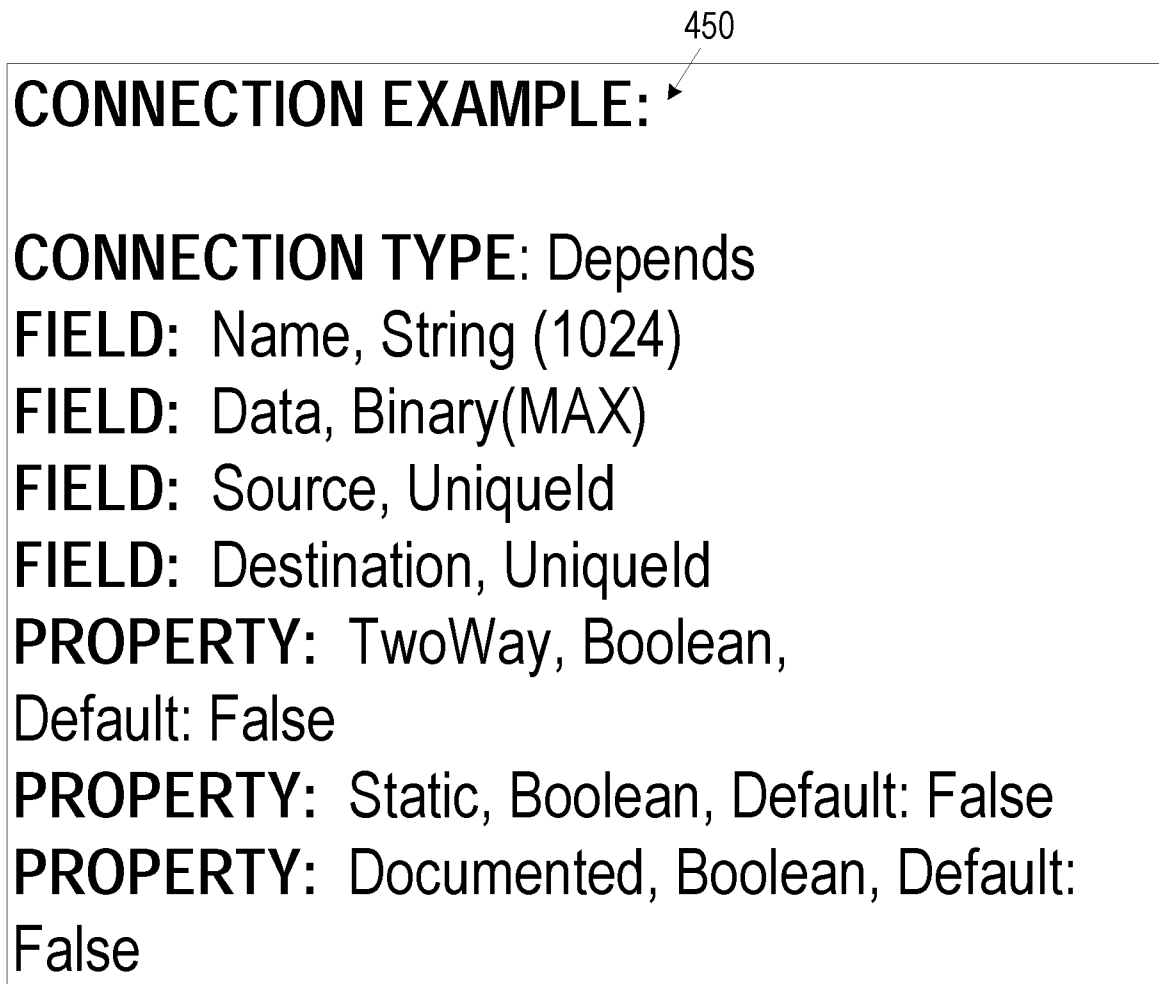 450
CONNECTION EXAMPLE:
CONNECTION TYPE: Depends
FIELD: Name, String (1024)
FIELD: Data, Binary(MAX)
FIELD: Source, UniqueId
FIELD: Destination, UniqueId
PROPERTY: TwoWay, Boolean,
Default: False
PROPERTY: Static, Boolean, Default: False
PROPERTY: Documented, Boolean, Default:
False